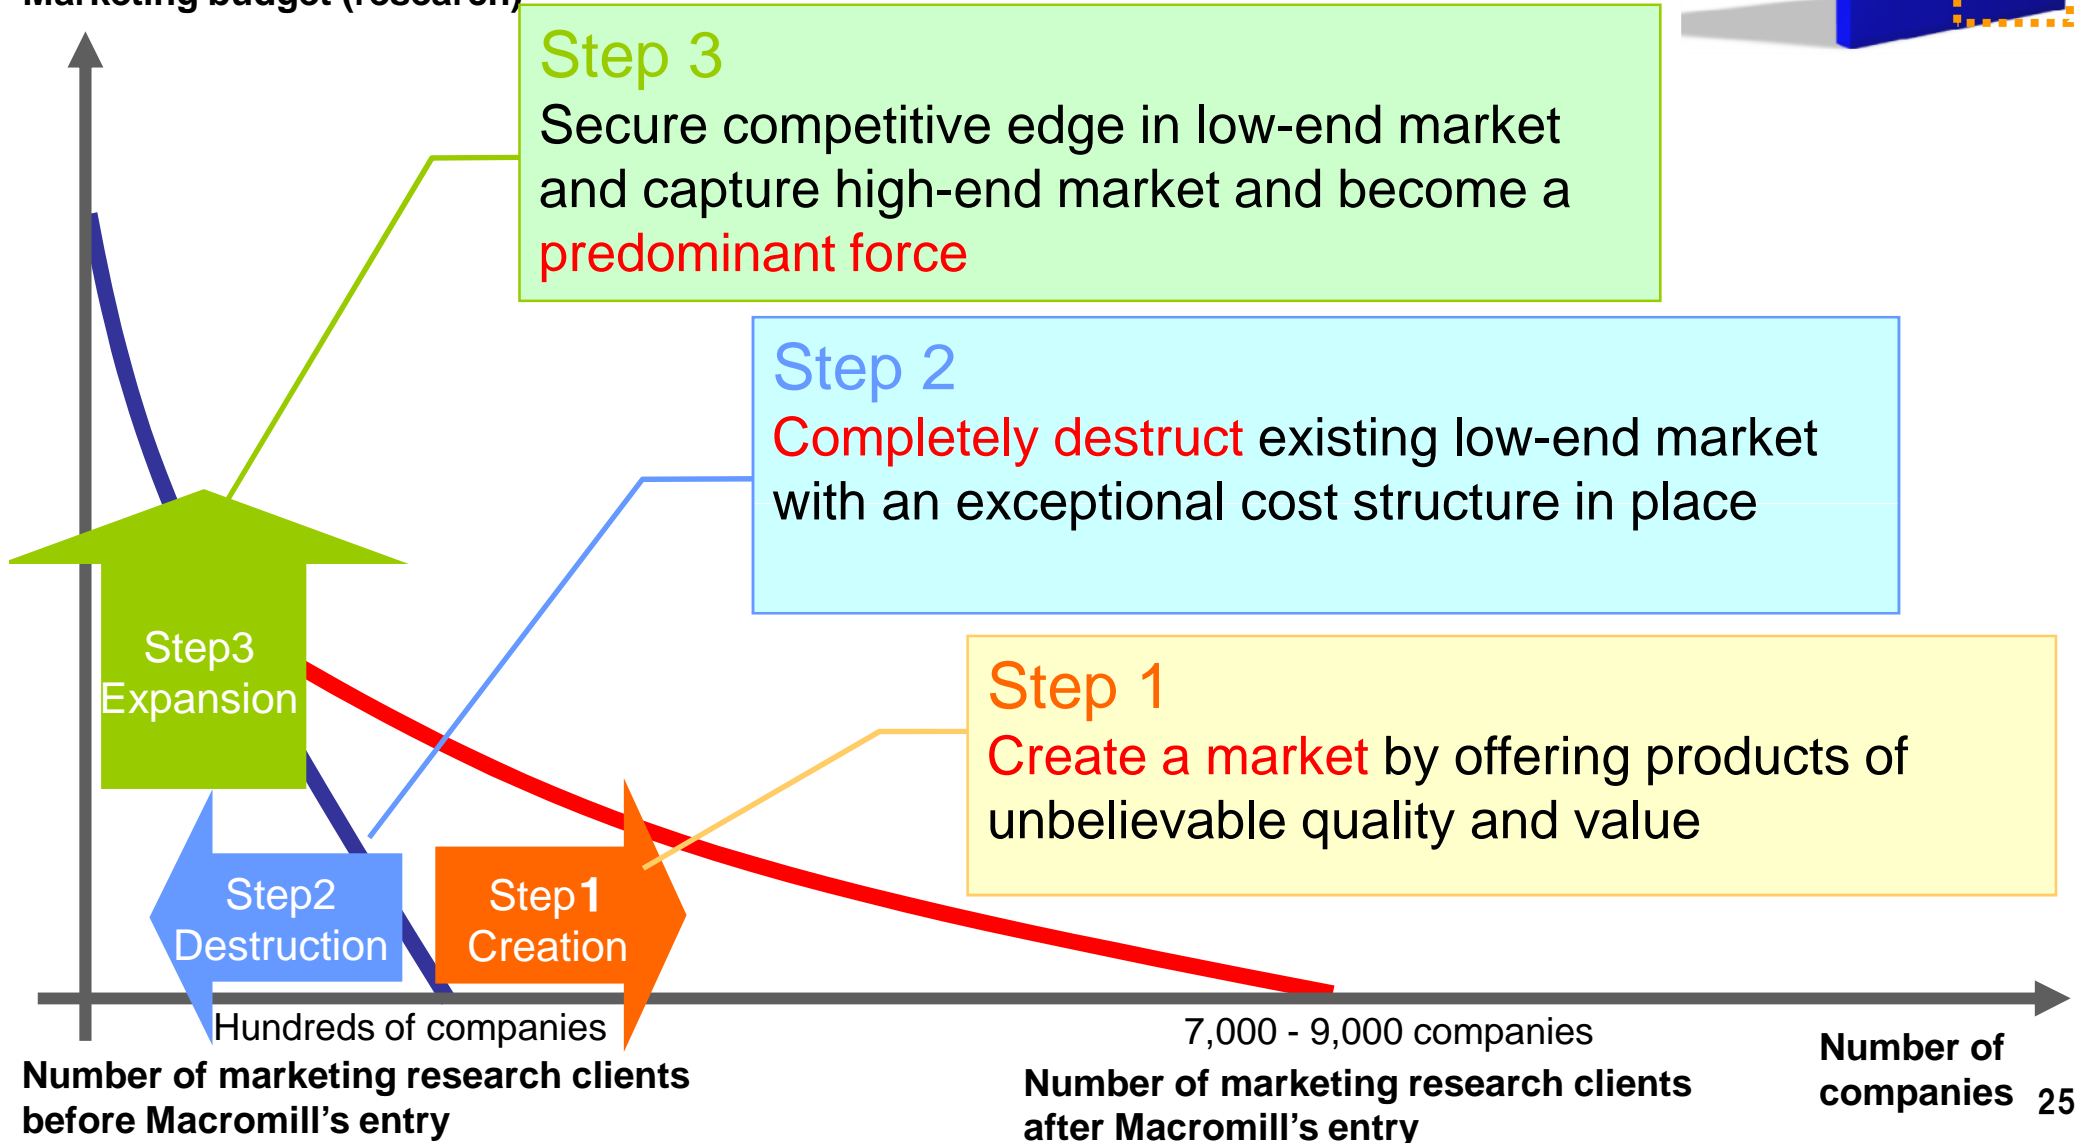 Marketing budget (research)
Step 3
Secure competitive edge in low-end market
and capture high-end market and become a
predominant force
Step 2
Completely destruct existing low-end market
with an exceptional cost structure in place
Step 1
Create a market by offering products of
unbelievable quality and value
Step3
Expansion
Step2
Destruction
Step1
Creation
Hundreds of companies
Number of marketing research clients
before Macromill's entry
7,000 - 9,000 companies
Number of marketing research clients
after Macromill's entry
Number of
companies
25